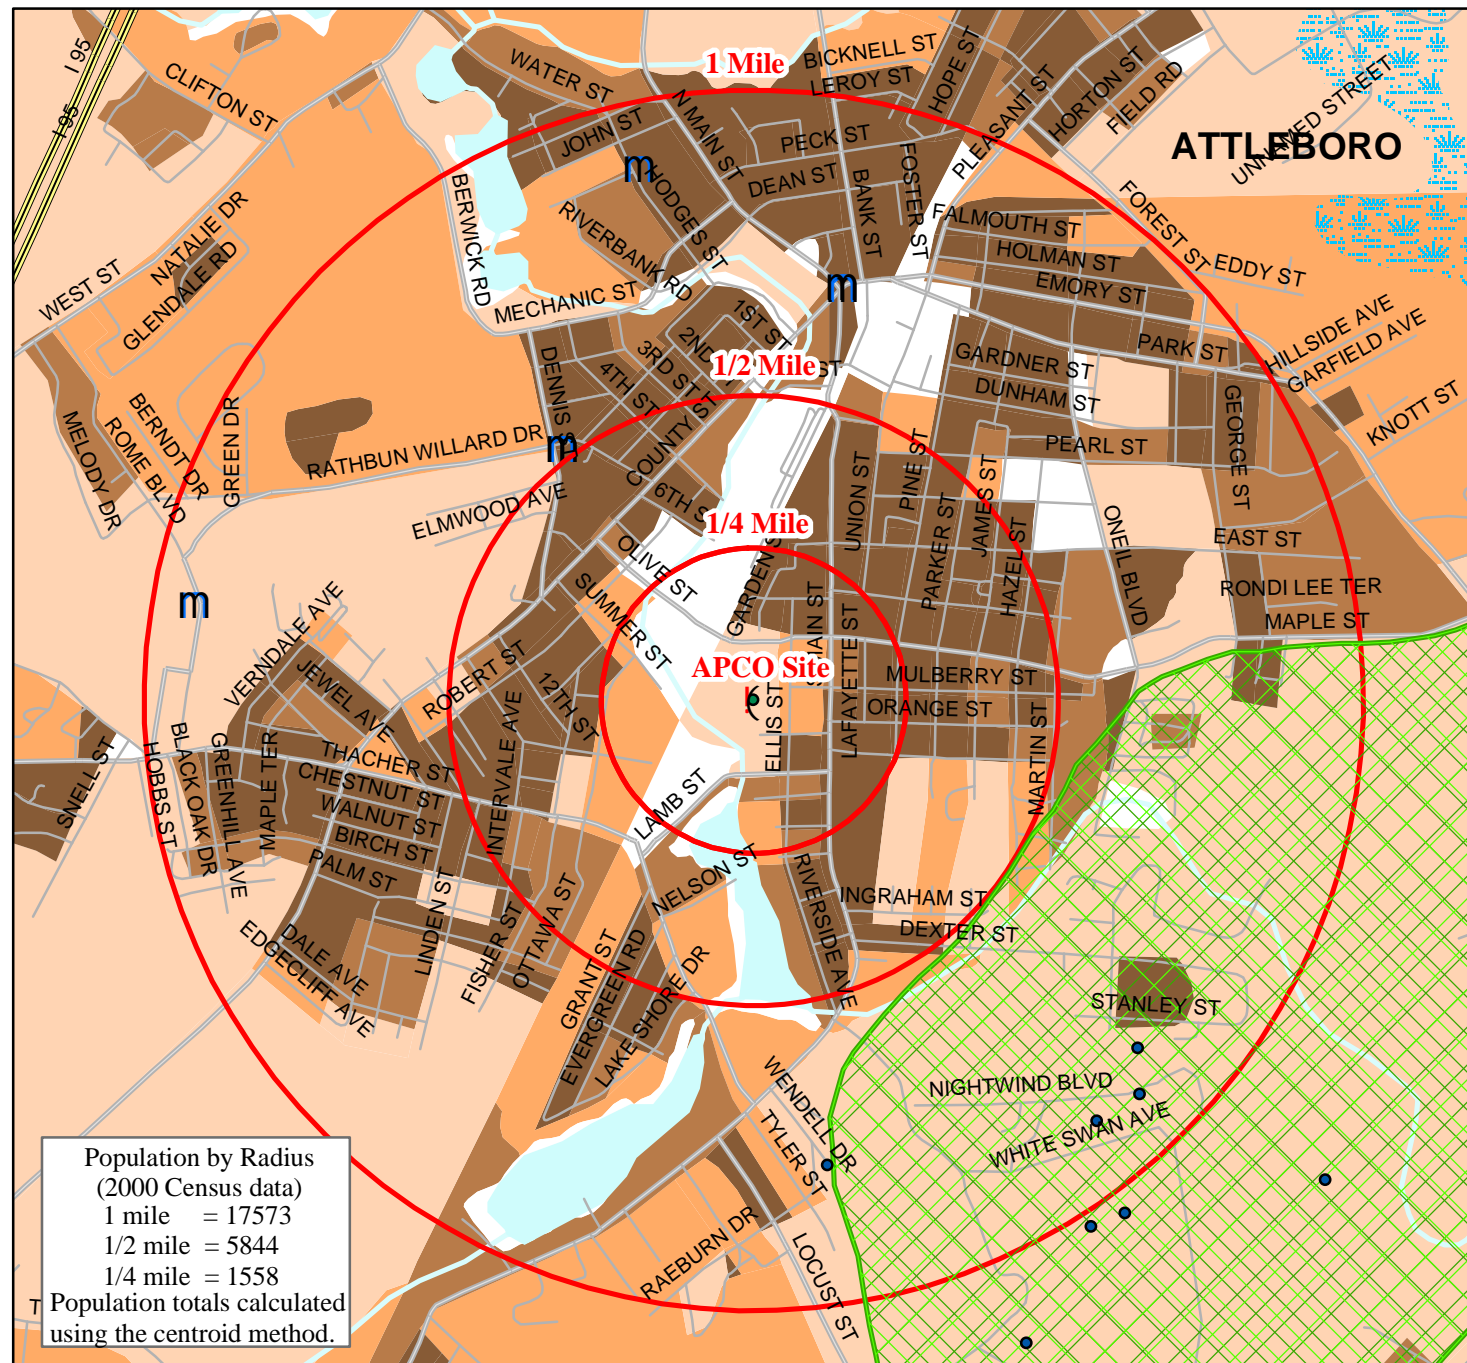 I 95
I 95
CLIFTON ST
WATER ST
1 Mile
BICKNELL ST
LEROY ST
HOPE ST
PLEASANT ST
HORTON ST
FIELD RD
UNNAMED STREET
ATTLEBORO
N MAIN ST
JOHN ST
PECK ST
DEAN ST
FOSTER ST
BANK ST
m
HODGES ST
BERWICK RD
RIVERBANK RD
NATALIE DR
GLENDALE RD
WEST ST
FALMOUTH ST
HOLMAN ST
EMORY ST
FOREST ST
EDDY ST
m
MECHANIC ST
1ST ST
2ND
3RD ST
4TH ST
1/2 Mile
ST
PARK ST
HILLSIDE AVE
GARFIELD AVE
GARDNER ST
DUNHAM ST
KNOTT ST
DENNIS S
m
COUNTY ST
6TH S
PEARL ST
GEORGE ST
MELODY DR
ROME BLVD
BERNDT DR
GREEN DR
RATHBUN WILLARD DR
ELMWOOD AVE
1/4 Mile
UNION ST
PINE ST
PARKER ST
JAMES ST
HAZEL ST
ONEIL BLVD
EAST ST
RONDI LEE TER
MAPLE ST
m
OLIVE ST
GARDEN S
SUMMER ST
MAIN ST
LAFAYETTE ST
APCO Site
MULBERRY ST
ORANGE ST
ELLIS ST
MARTIN ST
VERNDALE AVE
JEWEL AVE
ROBERT ST
12TH ST
INTERVALE AVE
THACHER ST
CHESTNUT ST
WALNUT ST
BIRCH ST
PALM ST
SNELL ST
HOBBS ST
BLACK OAK DR
GREENHILL AVE
MAPLE TER
LAMB ST
NELSON ST
RIVERSIDE AVE
INGRAHAM ST
DEXTER ST
LINDEN ST
FISHER ST
OTTAWA ST
GRANT ST
EVERGREEN RD
LAKE SHORE DR
DALE AVE
EDGECLIFF AVE
STANLEY ST
NIGHTWIND BLVD
WHITE SWAN AVE
WENDELL DR
TYLER ST
RAEBURN DR
LOCUST ST
Population by Radius
(2000 Census data)
1 mile = 17573
1/2 mile = 5844
1/4 mile = 1558
T
Population totals calculated
using the centroid method.